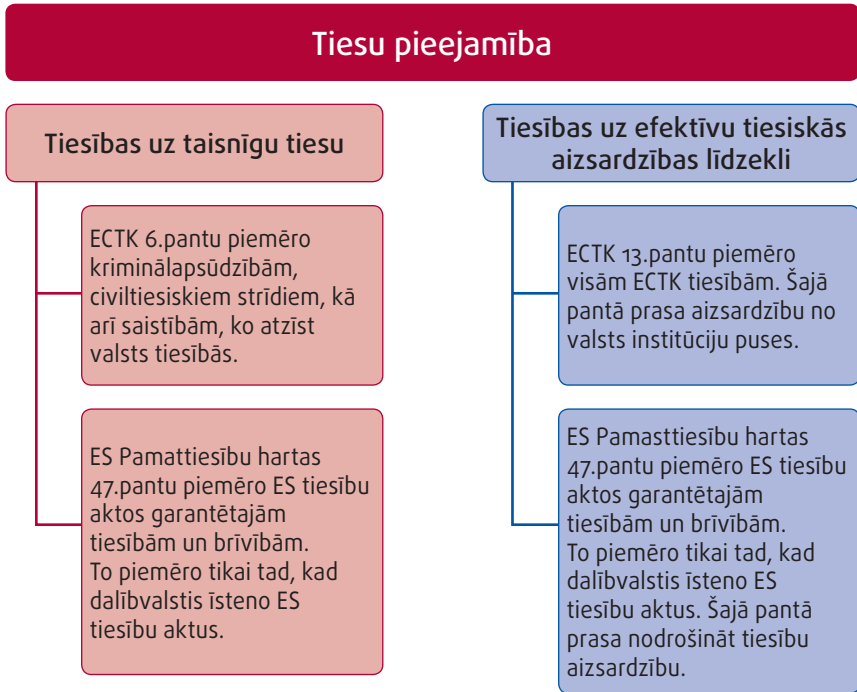 Tiesu pieejamība
Tiesības uz taisnīgu tiesu
ECTK 6.pantu piemēro
kriminālapsūdzībām,
civiltiesiskiem strīdiem, kā
arī saistībām, ko atzīst
valsts tiesībās.
ES Pamattiesību hartas
47.pantu piemēro ES tiesību
aktos garantētajām
tiesībām un brīvībām.
To piemēro tikai tad, kad
dalībvalstis īsteno ES
tiesību aktus.
Tiesības uz efektīvu tiesiskās
aizsardzības līdzekli
ECTK 13.pantu piemēro
visām ECTK tiesībām. Šajā
pantā prasa aizsardzību no
valsts institūciju puses.
ES Pamasttiesību hartas
47.pantu piemēro ES tiesību
aktos garantētajām
tiesībām un brīvībām.
To piemēro tikai tad, kad
dalībvalstis īsteno ES
tiesību aktus. Šajā pantā
prasa nodrošināt tiesību
aizsardzību.